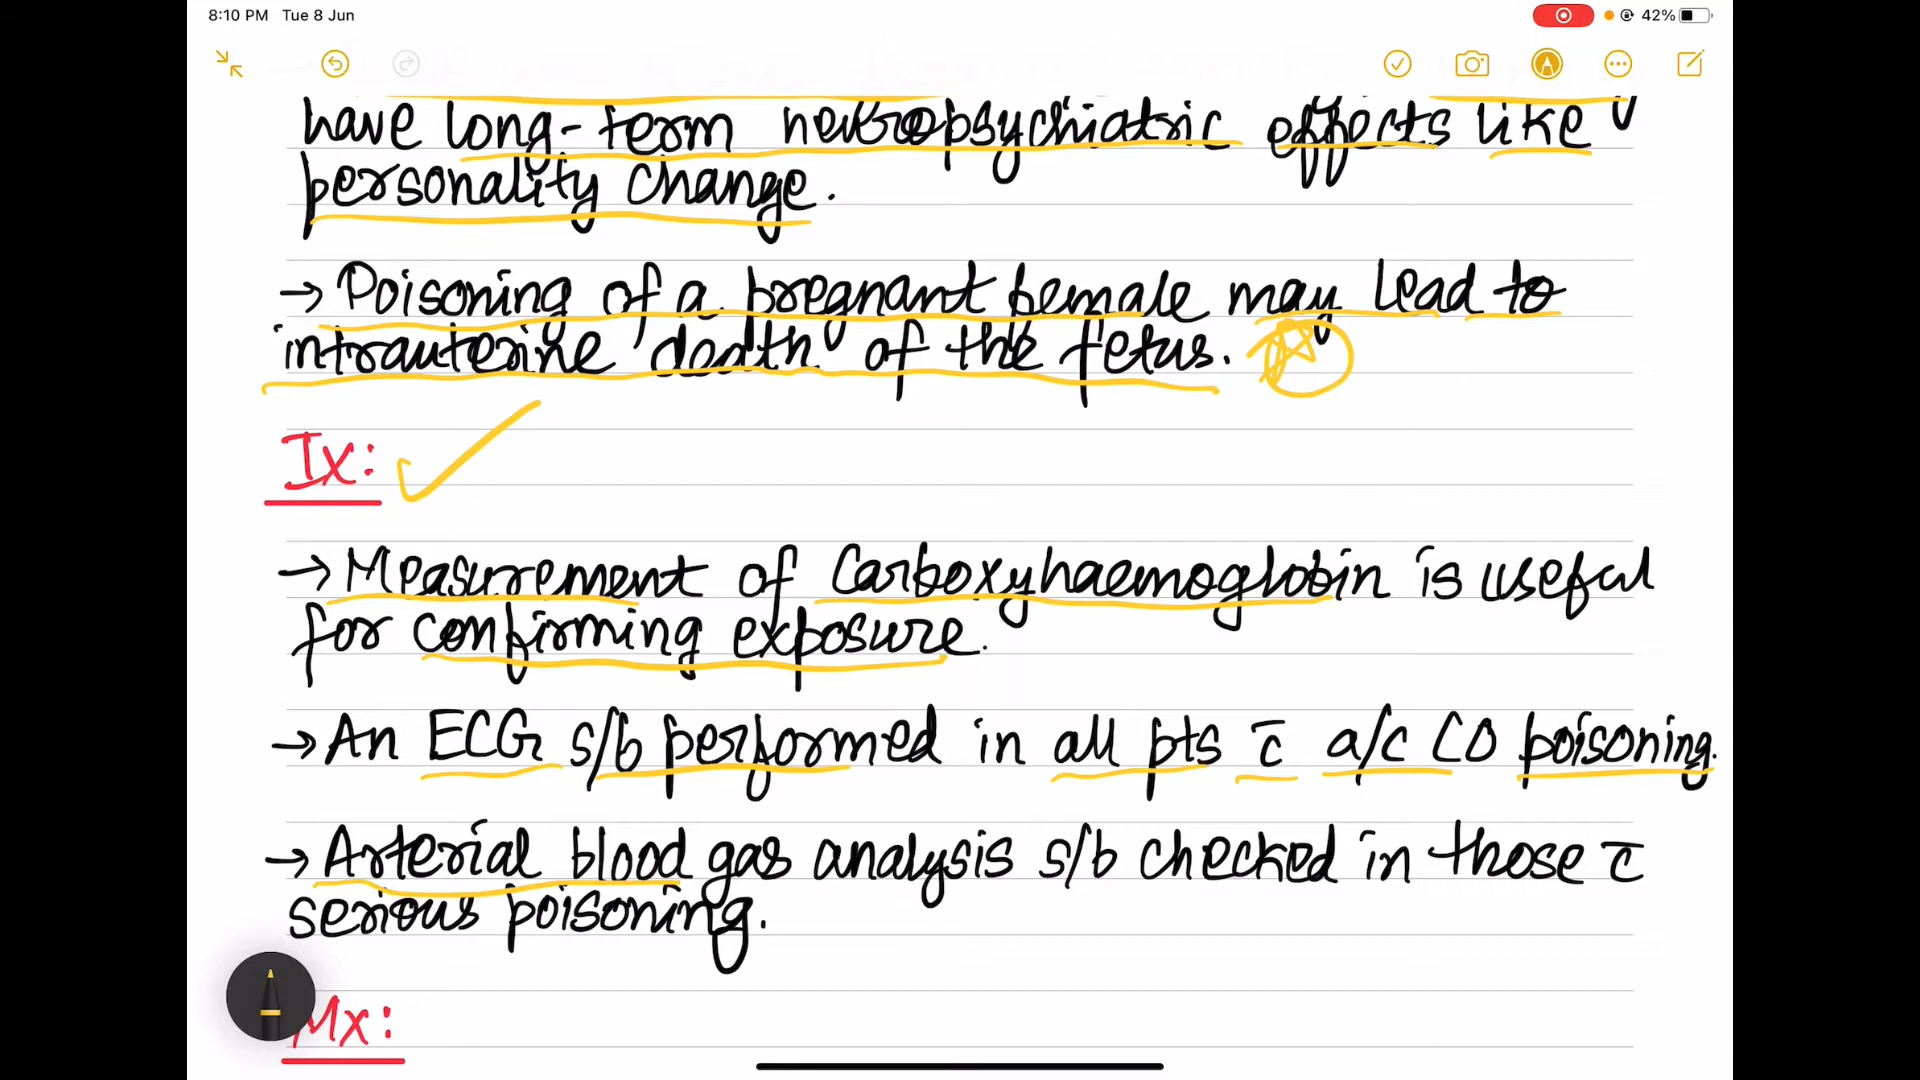 8:10 PM Tue 8 Jun 42%
have long-term neuropsychiatric effects like
personality change.
→ Poisoning of a pregnant female may lead to
intrauterine death of the fetus.
Ix:
→ Measurement of Carboxyhaemoglobin is useful
for confirming exposure.
→ An ECG s/b performed in all pts c̄ a/c CO poisoning.
→ Arterial blood gas analysis s/b checked in those c̄
serious poisoning.
Mx: